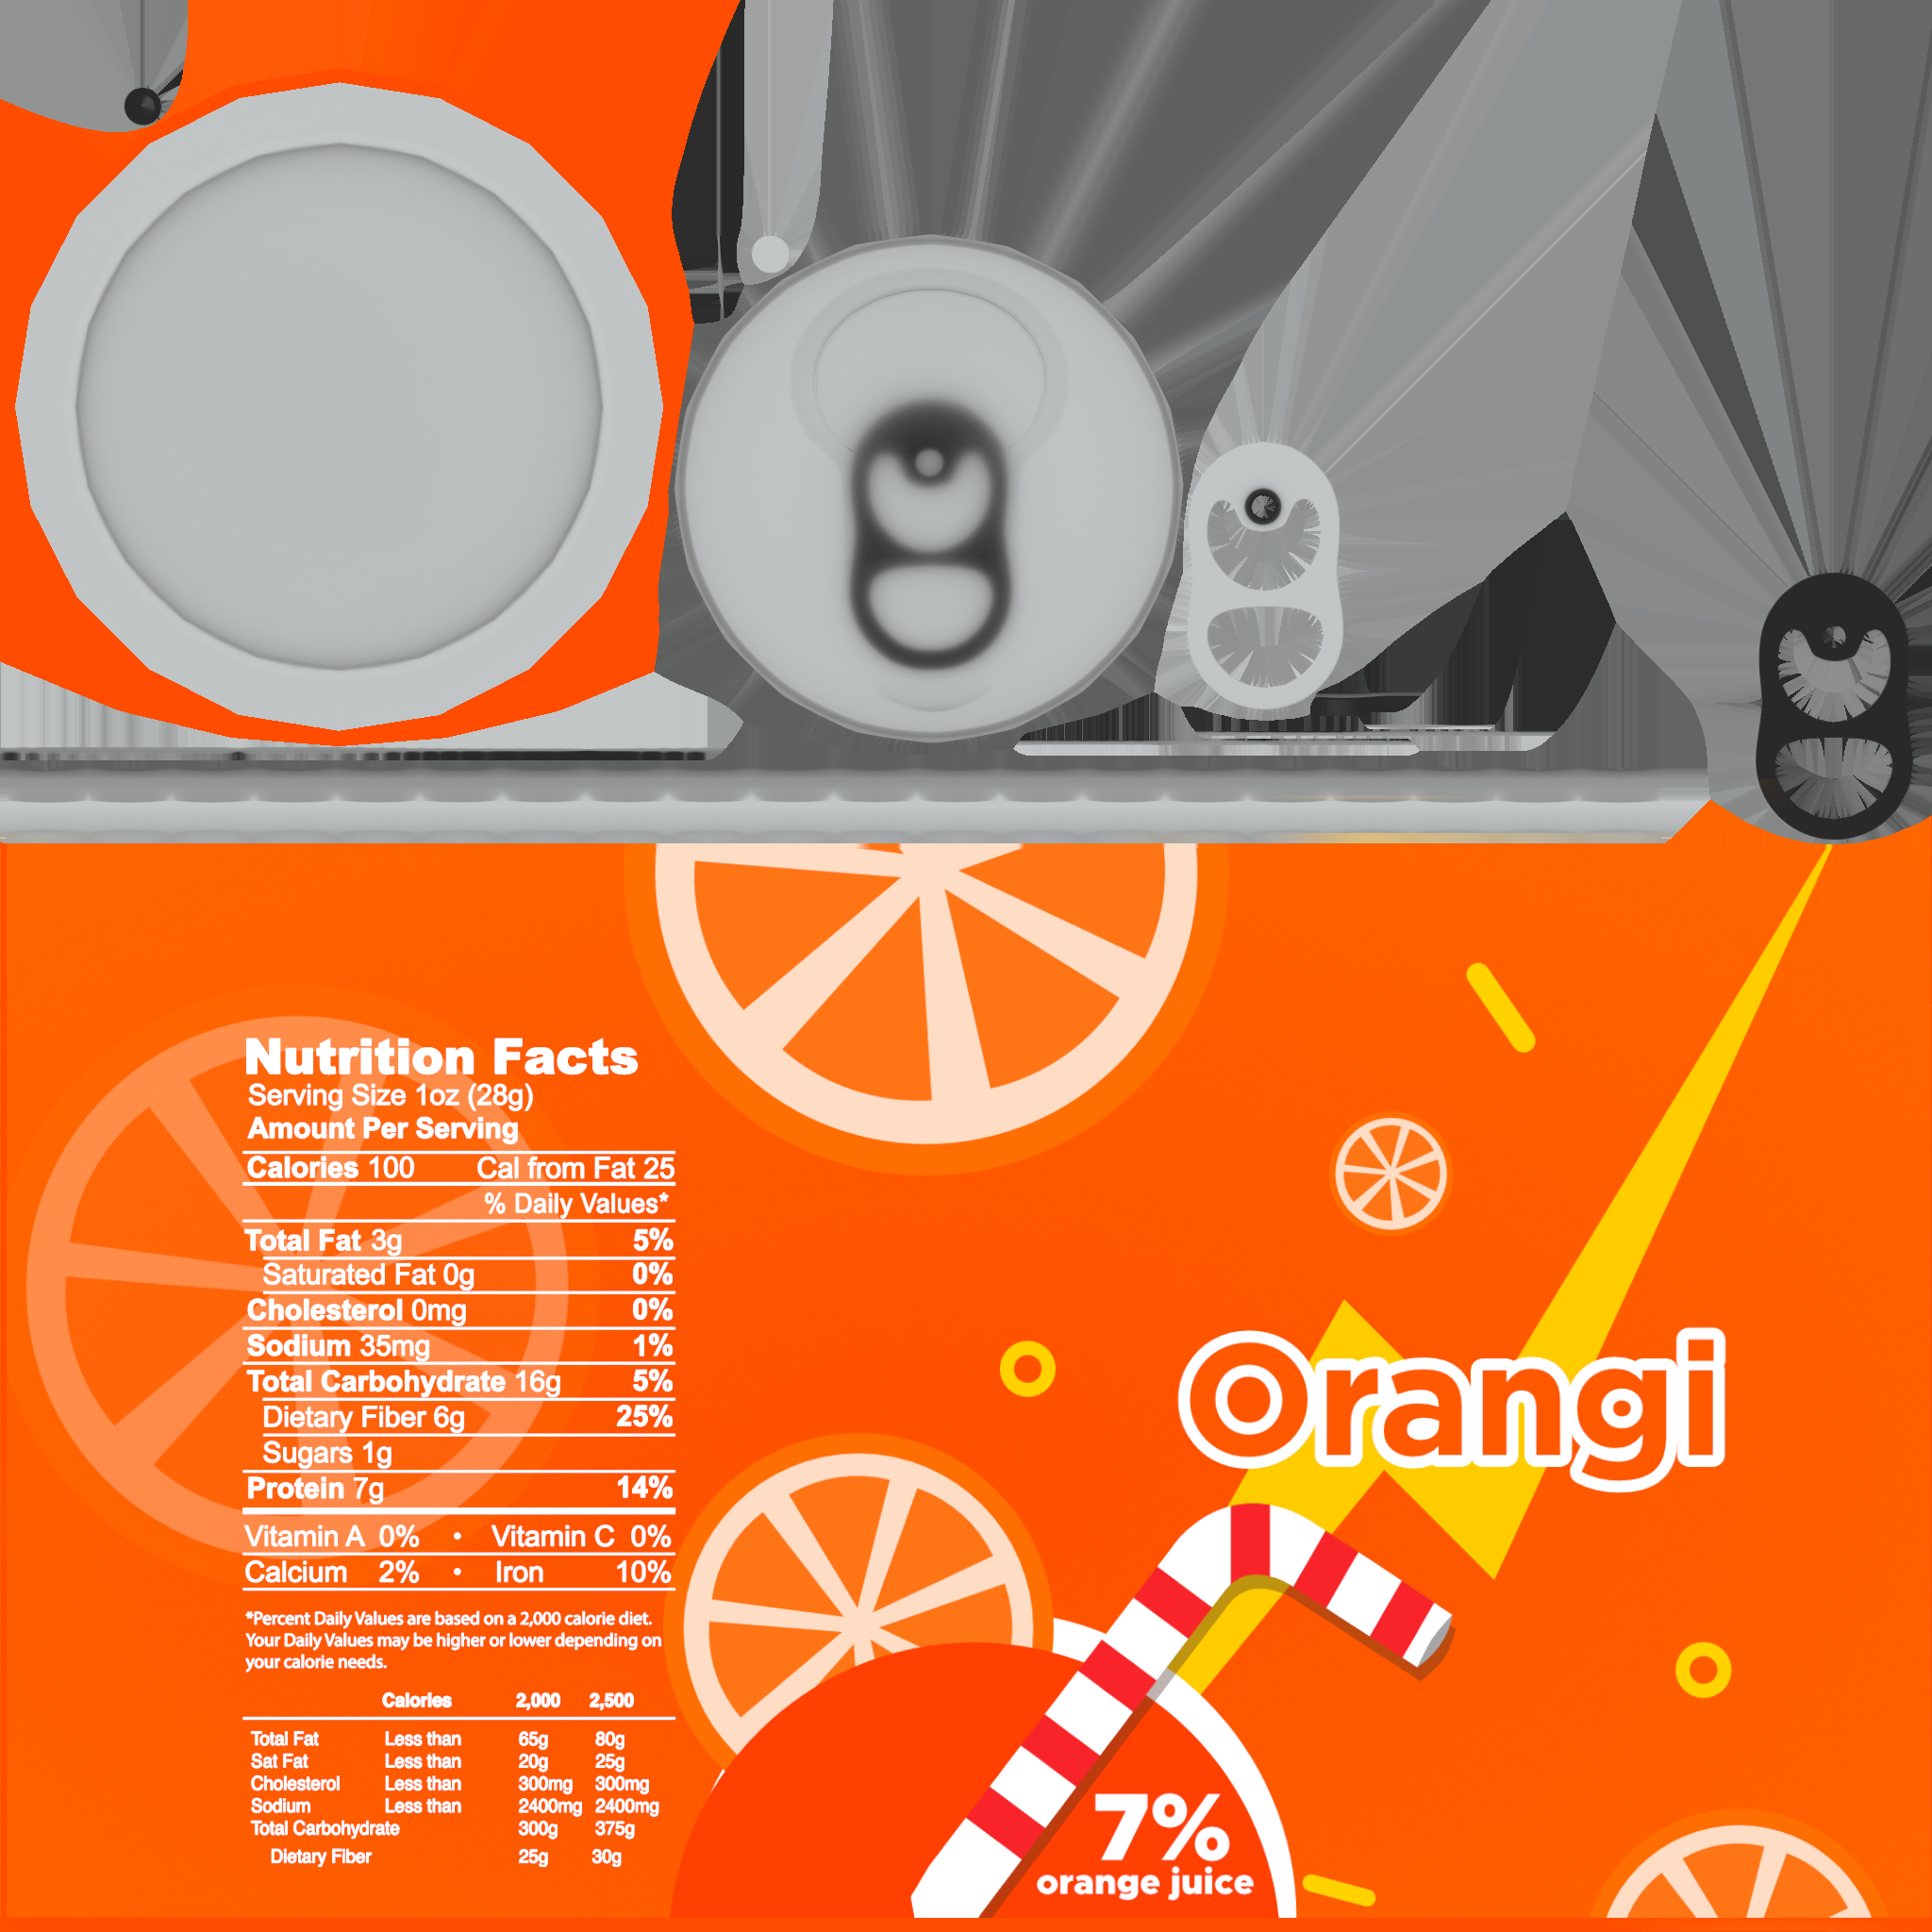 Nutrition Facts
Serving Size 1oz (28g)
Amount Per Serving
Calories 100 Cal from Fat 25
% Daily Values*
Total Fat 3g 5%
Saturated Fat 0g 0%
Cholesterol 0mg 0%
Sodium 35mg 1%
Total Carbohydrate 16g 5%
Dietary Fiber 6g 25%
Sugars 1g
Protein 7g 14%
Vitamin A 0% • Vitamin C 0%
Calcium 2% • Iron 10%
*Percent Daily Values are based on a 2,000 calorie diet.
Your Daily Values may be higher or lower depending on
your calorie needs.
Calories 2,000 2,500
Total Fat Less than 65g 80g
Sat Fat Less than 20g 25g
Cholesterol Less than 300mg 300mg
Sodium Less than 2400mg 2400mg
Total Carbohydrate 300g 375g
Dietary Fiber 25g 30g
Orangi
7%
orange juice